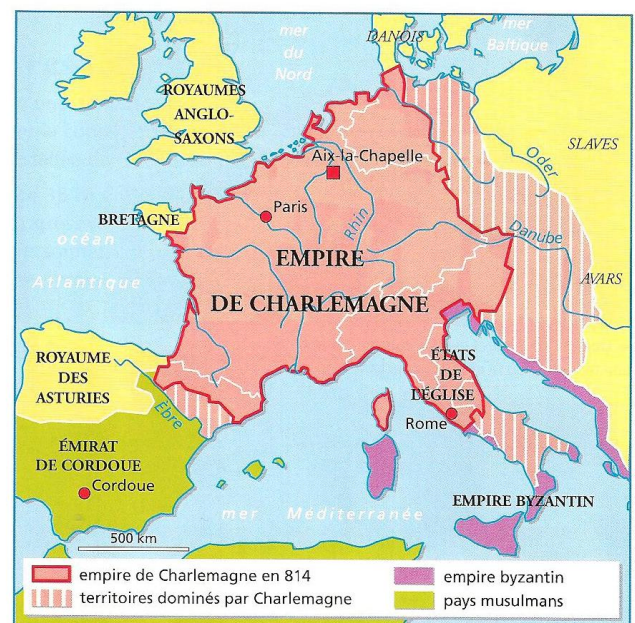 mer
du
Nord
DANOIS
mer
Baltique
ROYAUMES
ANGLO-
SAXONS
SLAVES
Oder
Aix-la-Chapelle
Paris
Rhin
BRETAGNE
océan
Atlantique
Danube
EMPIRE
DE CHARLEMAGNE
AVARS
ROYAUME
DES
ASTURIES
ÉTATS
DE
L'ÉGLISE
Rome
Èbre
ÉMIRAT
DE CORDOUE
Cordoue
EMPIRE BYZANTIN
mer Méditerranée
500 km
empire de Charlemagne en 814
territoires dominés par Charlemagne
empire byzantin
pays musulmans